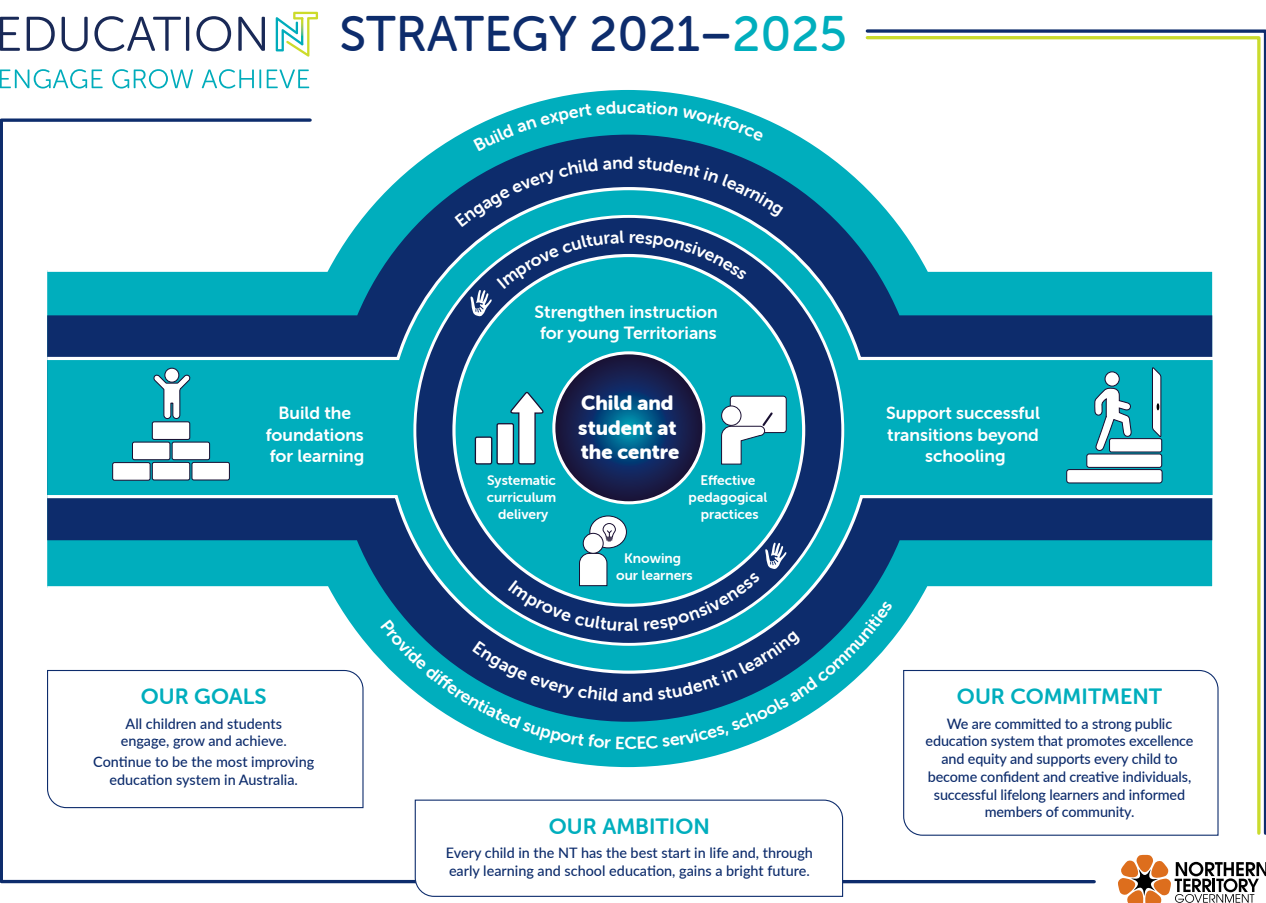 EDUCATION NT
ENGAGE GROW ACHIEVE
STRATEGY 2021–2025
Build an expert education workforce
Engage every child and student in learning
Improve cultural responsiveness
Strengthen instruction
for young Territorians
Child and
student at
the centre
Build the
foundations
for learning
Systematic
curriculum
delivery
Effective
pedagogical
practices
Knowing
our learners
Support successful
transitions beyond
schooling
Improve cultural responsiveness
Engage every child and student in learning
Provide differentiated support for ECEC services, schools and communities
OUR GOALS
All children and students
engage, grow and achieve.
Continue to be the most improving
education system in Australia.
OUR AMBITION
Every child in the NT has the best start in life and, through
early learning and school education, gains a bright future.
OUR COMMITMENT
We are committed to a strong public
education system that promotes excellence
and equity and supports every child to
become confident and creative individuals,
successful lifelong learners and informed
members of community.
NORTHERN
TERRITORY
GOVERNMENT